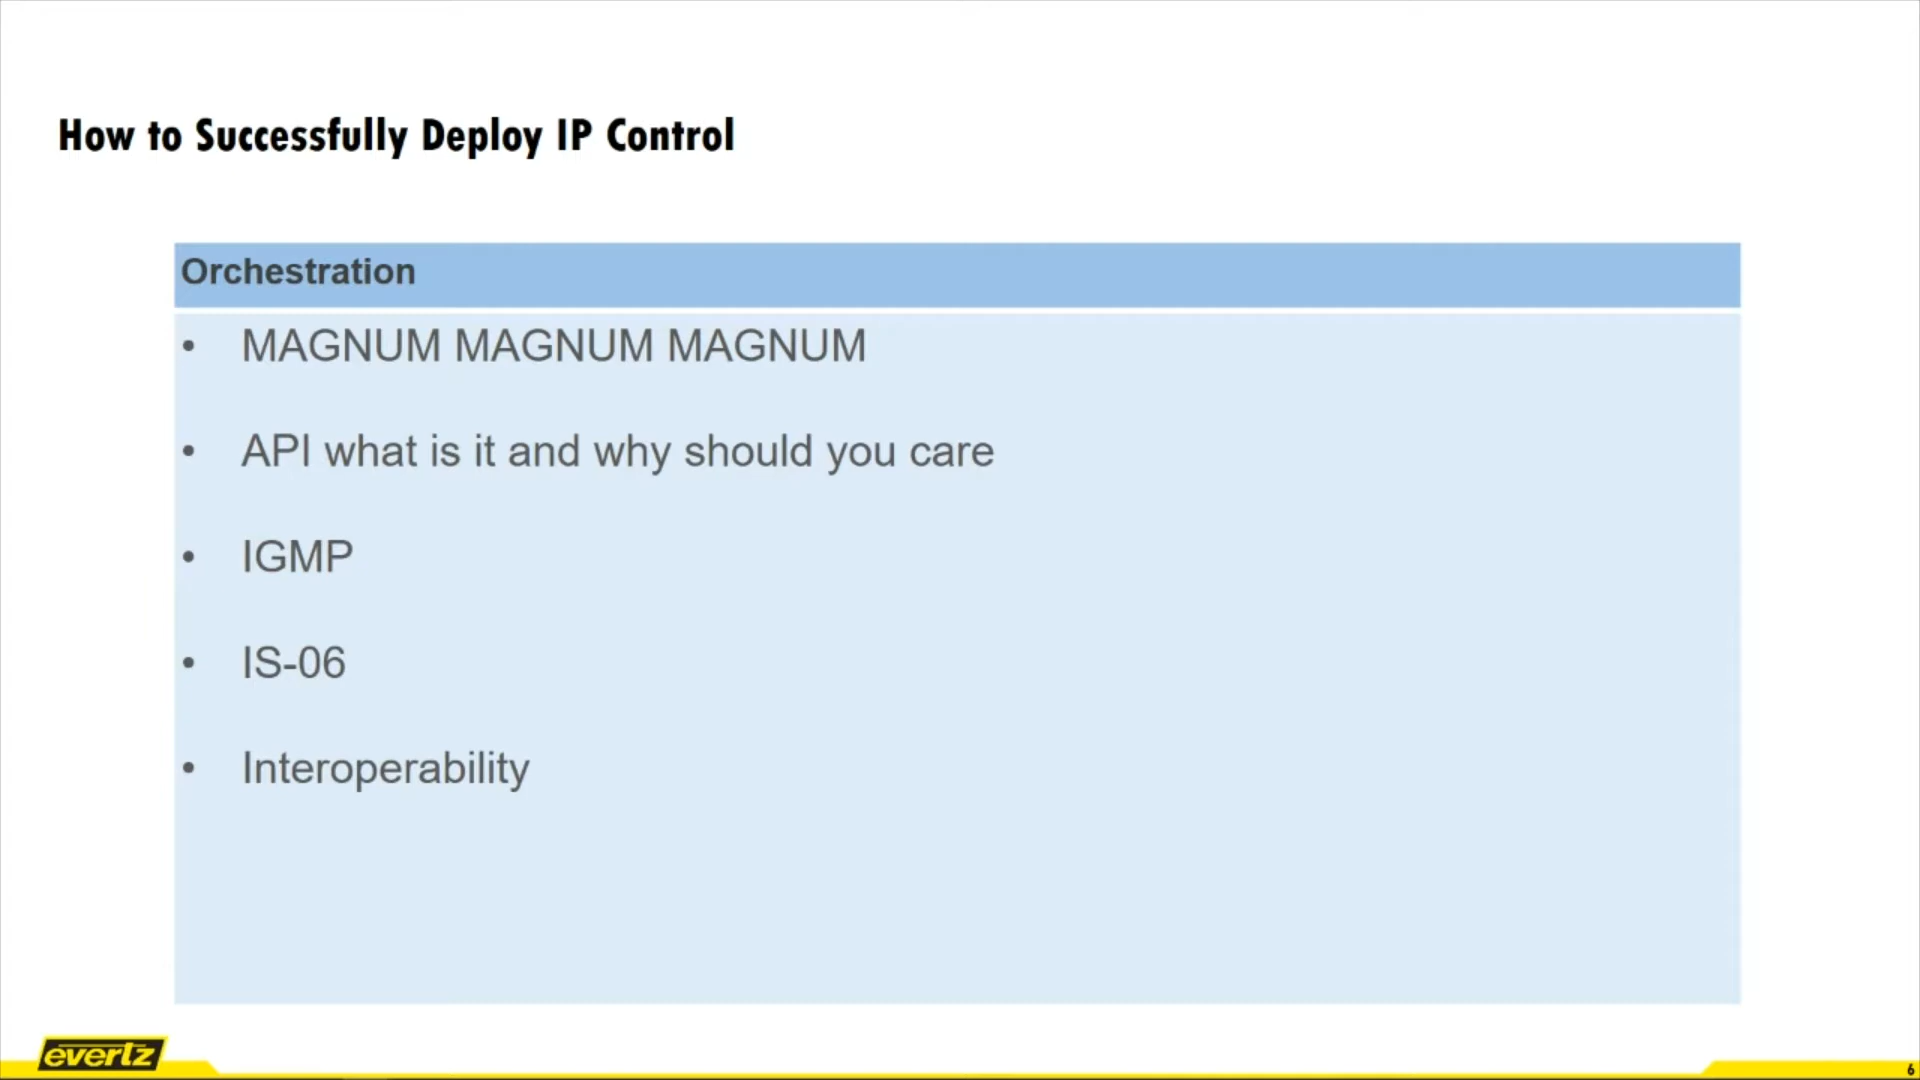 How to Successfully Deploy IP Control
Orchestration
• MAGNUM MAGNUM MAGNUM
• API what is it and why should you care
• IGMP
• IS-06
• Interoperability
evertz
6